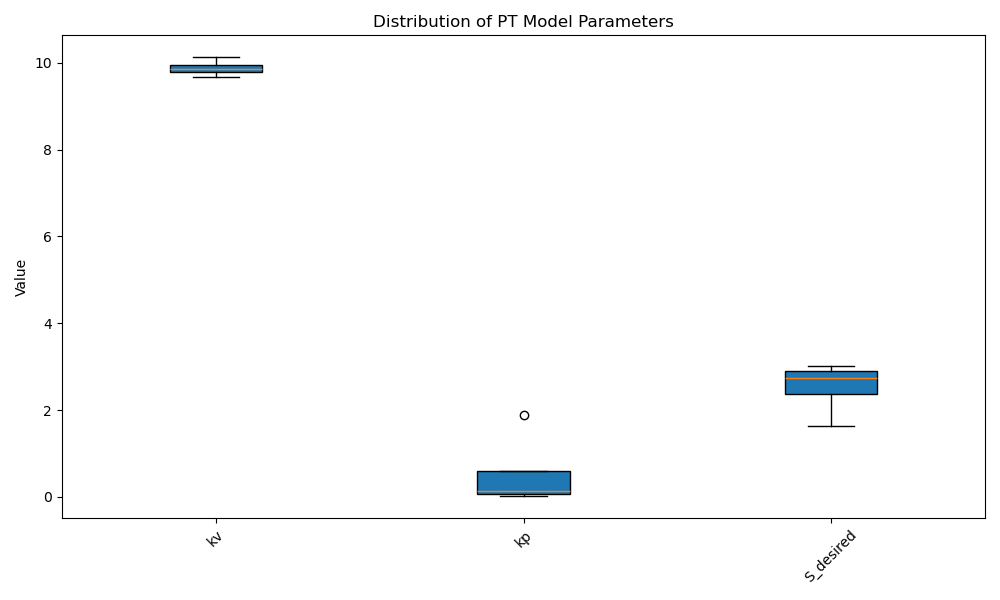 Distribution of PT Model Parameters
Value
10
8
6
4
2
0
kv
kp
S_desired